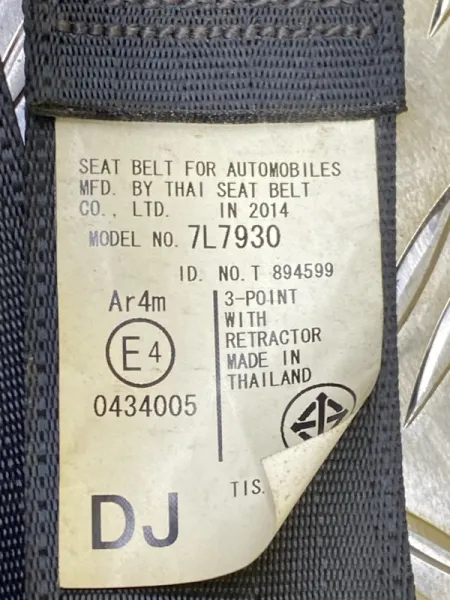 SEAT BELT FOR AUTOMOBILES
MFD. BY THAI SEAT BELT
CO., LTD. IN 2014
MODEL NO. 7L7930
ID. NO. T 894599
Ar4m
E4
0434005
3-POINT
WITH
RETRACTOR
MADE IN
THAILAND
TIS.
DJ